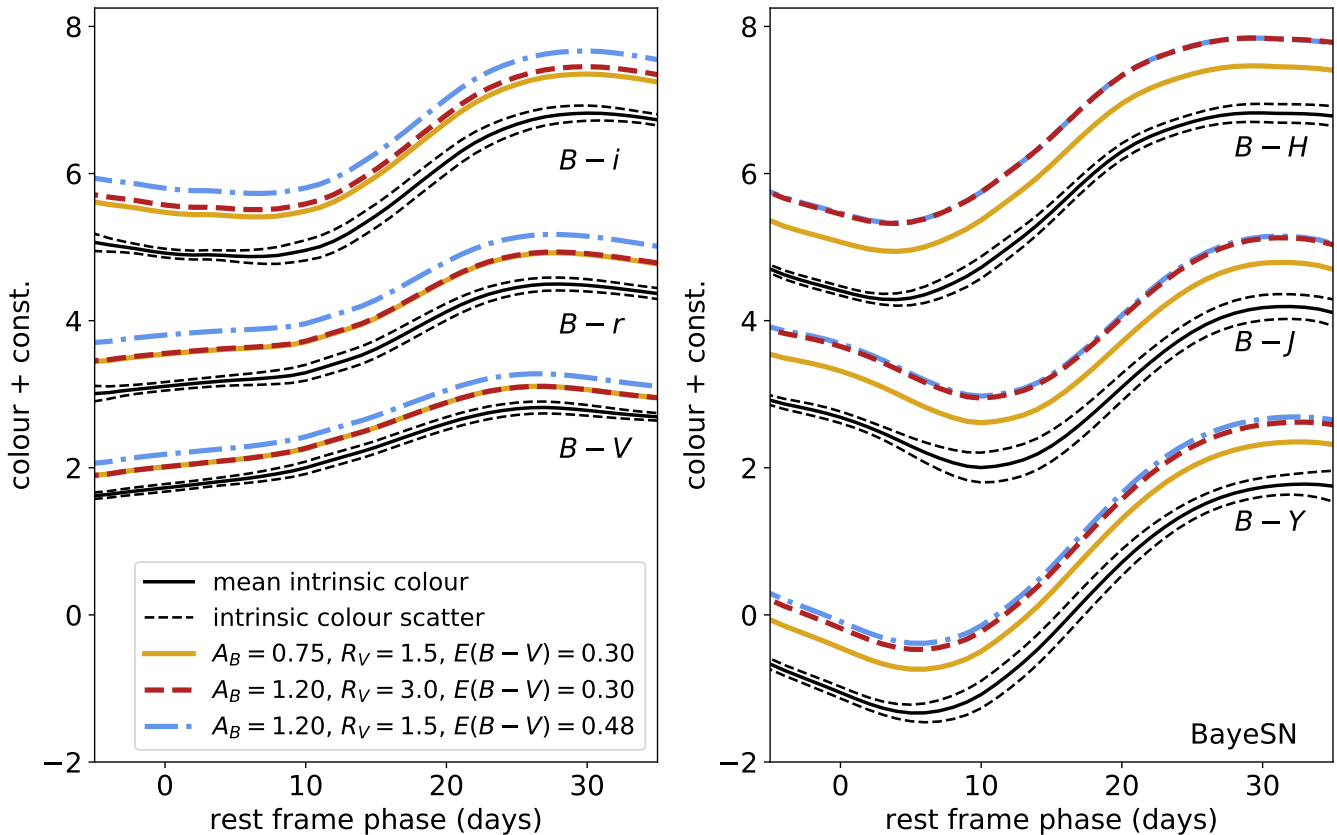 8
6
4
2
0
−2
colour + const.
B − i
B − r
B − V
mean intrinsic colour
intrinsic colour scatter
A_B = 0.75, R_V = 1.5, E(B − V) = 0.30
A_B = 1.20, R_V = 3.0, E(B − V) = 0.30
A_B = 1.20, R_V = 1.5, E(B − V) = 0.48
0 10 20 30
rest frame phase (days)
8
6
4
2
0
−2
colour + const.
B − H
B − J
B − Y
BayeSN
0 10 20 30
rest frame phase (days)